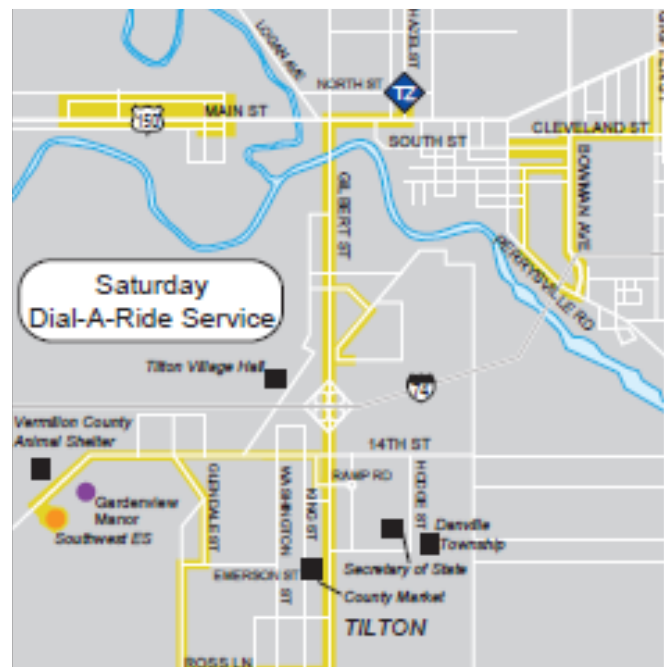 LOGAN AVE
HAZEL ST
NORTH ST
TZ
150
MAIN ST
SOUTH ST
CLEVELAND ST
GILBERT ST
BOWMAN AVE
PERRYSVILLE RD
Saturday
Dial-A-Ride Service
Tilton Village Hall
74
Vermilion County
Animal Shelter
14TH ST
RAMP RD
GLENDALE ST
WASHINGTON ST
KING ST
HODGE ST
Gardenview
Manor
Southwest ES
Danville
Township
Secretary of State
EMERSON ST
County Market
TILTON
ROSS LN